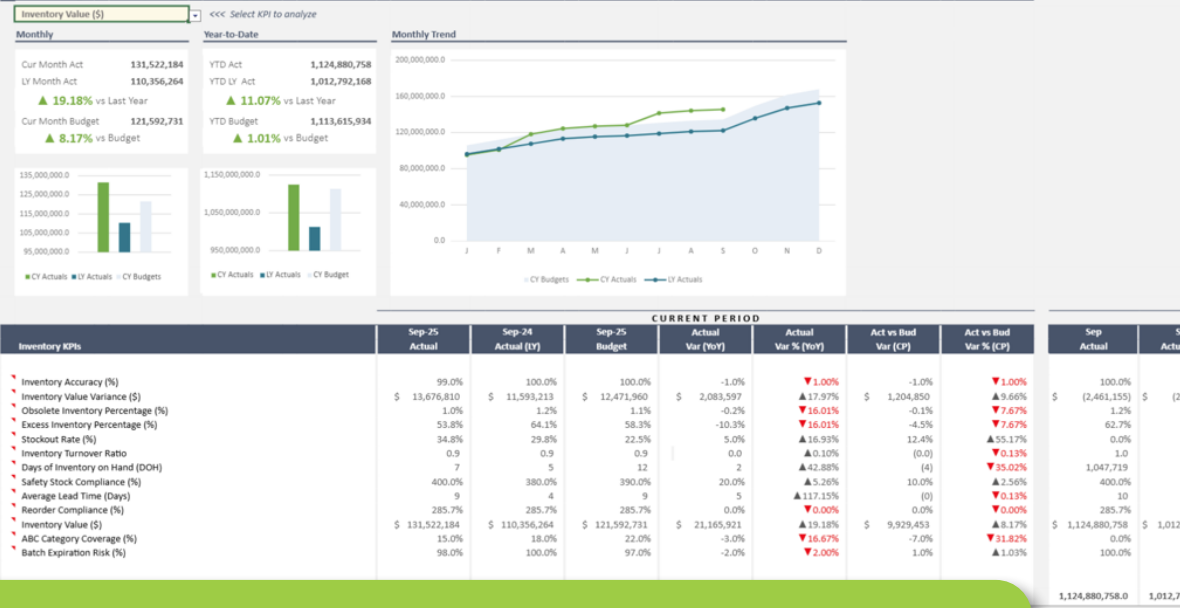 Inventory Value ($) <<< Select KPI to analyze
Monthly Year-to-Date Monthly Trend
Cur Month Act 131,522,184 YTD Act 1,124,880,758
LY Month Act 110,356,264 YTD LY Act 1,012,792,168
▲ 19.18% vs Last Year ▲ 11.07% vs Last Year
Cur Month Budget 121,592,731 YTD Budget 1,113,615,934
▲ 8.17% vs Budget ▲ 1.01% vs Budget
135,000,000.0
125,000,000.0
115,000,000.0
105,000,000.0
95,000,000.0
CY Actuals LY Actuals CY Budgets
1,150,000,000.0
1,050,000,000.0
950,000,000.0
CY Actuals LY Actuals CY Budget
200,000,000.0
160,000,000.0
120,000,000.0
80,000,000.0
40,000,000.0
0.0
J F M A M J J A S O N D
CY Budgets CY Actuals LY Actuals
CURRENT PERIOD
Sep-25 Sep-24 Sep-25 Actual Actual Act vs Bud Act vs Bud Sep S
Inventory KPIs Actual Actual (LY) Budget Var (YoY) Var % (YoY) Var (CP) Var % (CP) Actual Actu
Inventory Accuracy (%) 99.0% 100.0% 100.0% -1.0% ▼1.00% -1.0% ▼1.00% 100.0%
Inventory Value Variance ($) $ 13,676,810 $ 11,593,213 $ 12,471,960 $ 2,083,597 ▲17.97% $ 1,204,850 ▲9.66% $ (2,461,155) $ (2
Obsolete Inventory Percentage (%) 1.0% 1.2% 1.1% -0.2% ▼16.01% -0.1% ▼7.67% 1.2%
Excess Inventory Percentage (%) 53.8% 64.1% 58.3% -10.3% ▼16.01% -4.5% ▼7.67% 62.7%
Stockout Rate (%) 34.8% 29.8% 22.5% 5.0% ▲16.93% 12.4% ▲55.17% 0.0%
Inventory Turnover Ratio 0.9 0.9 0.9 0.0 ▲0.10% (0.0) ▼0.13% 1.0
Days of Inventory on Hand (DOH) 7 5 12 2 ▲42.88% (4) ▼35.02% 1,047,719
Safety Stock Compliance (%) 400.0% 380.0% 390.0% 20.0% ▲5.26% 10.0% ▲2.56% 400.0%
Average Lead Time (Days) 9 4 9 5 ▲117.15% (0) ▼0.13% 10
Reorder Compliance (%) 285.7% 285.7% 285.7% 0.0% ▼0.00% 0.0% ▼0.00% 285.7%
Inventory Value ($) $ 131,522,184 $ 110,356,264 $ 121,592,731 $ 21,165,921 ▲19.18% $ 9,929,453 ▲8.17% $ 1,124,880,758 $ 1,012
ABC Category Coverage (%) 15.0% 18.0% 22.0% -3.0% ▼16.67% -7.0% ▼31.82% 0.0%
Batch Expiration Risk (%) 98.0% 100.0% 97.0% -2.0% ▼2.00% 1.0% ▲1.03% 100.0%
1,124,880,758.0 1,012,7